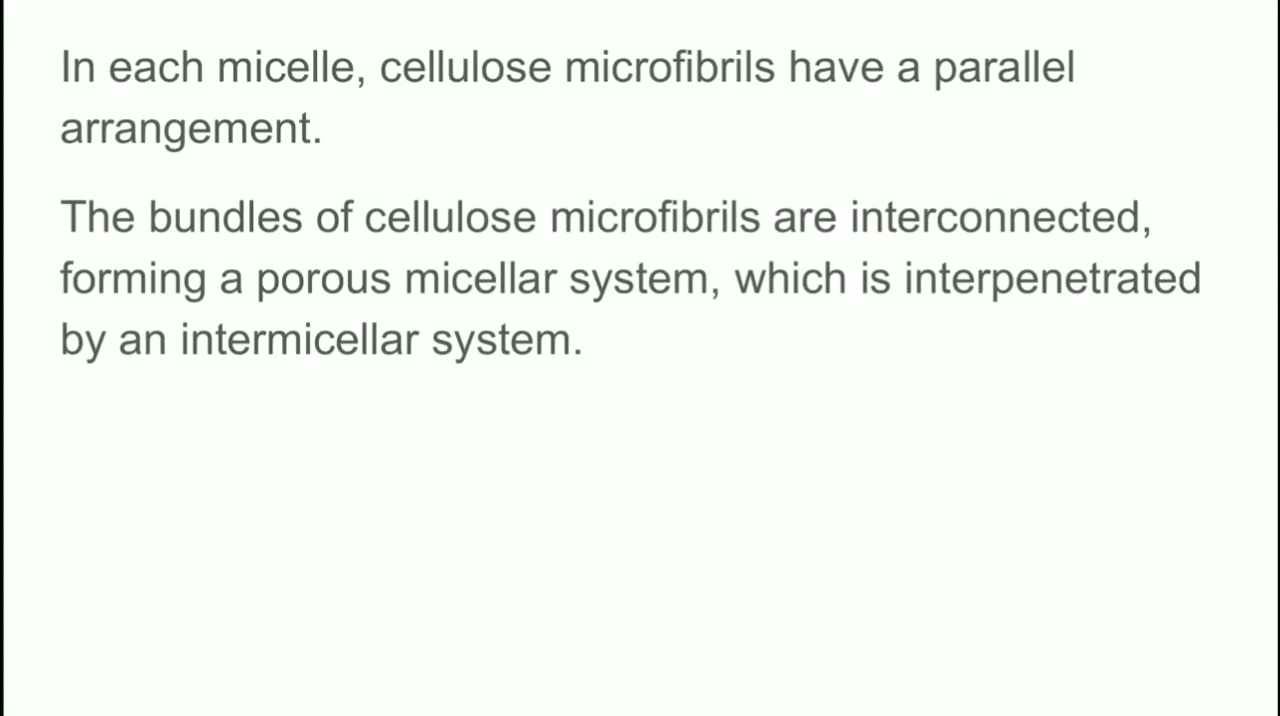 In each micelle, cellulose microfibrils have a parallel
arrangement.
The bundles of cellulose microfibrils are interconnected,
forming a porous micellar system, which is interpenetrated
by an intermicellar system.